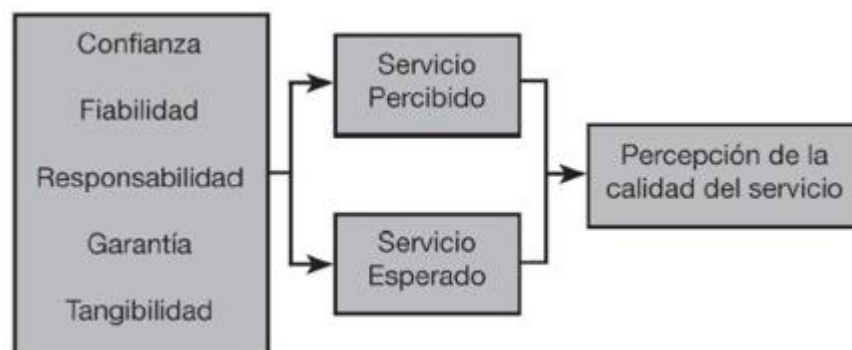 Confianza
Fiabilidad
Responsabilidad
Garantía
Tangibilidad
Servicio
Percibido
Servicio
Esperado
Percepción de la
calidad del servicio